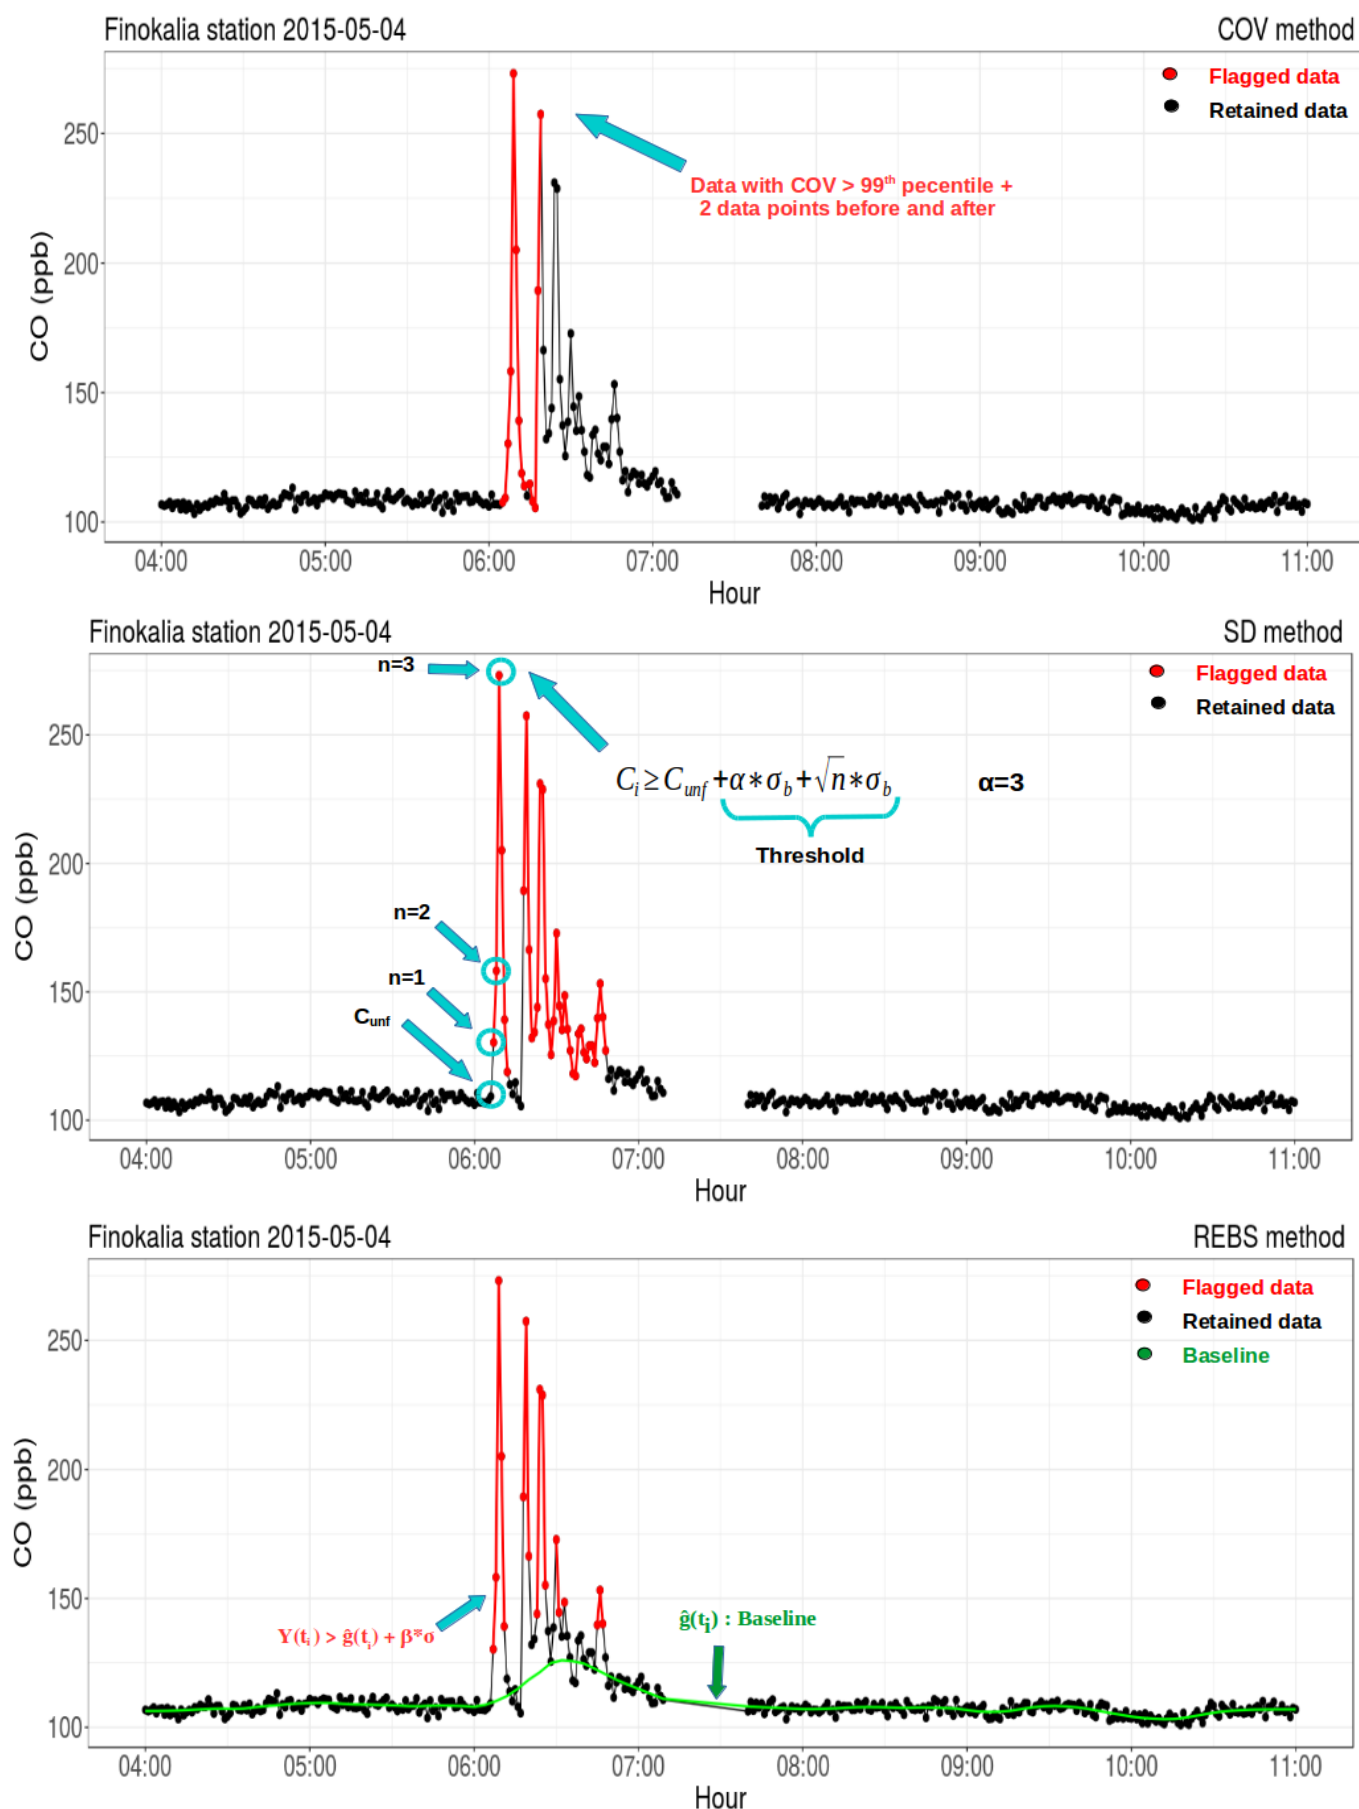 Finokalia station 2015-05-04 COV method
Flagged data
Retained data
Data with COV > 99th pecentile +
2 data points before and after
CO (ppb)
250
200
150
100
04:00 05:00 06:00 07:00 08:00 09:00 10:00 11:00
Hour
Finokalia station 2015-05-04 SD method
n=3
Flagged data
Retained data
C_i ≥ C_unf + α∗σ_b + √n∗σ_b α=3
Threshold
n=2
n=1
Cunf
CO (ppb)
250
200
150
100
04:00 05:00 06:00 07:00 08:00 09:00 10:00 11:00
Hour
Finokalia station 2015-05-04 REBS method
Flagged data
Retained data
Baseline
ĝ(ti) : Baseline
Y(ti) > ĝ(ti) + β*σ
CO (ppb)
250
200
150
100
04:00 05:00 06:00 07:00 08:00 09:00 10:00 11:00
Hour